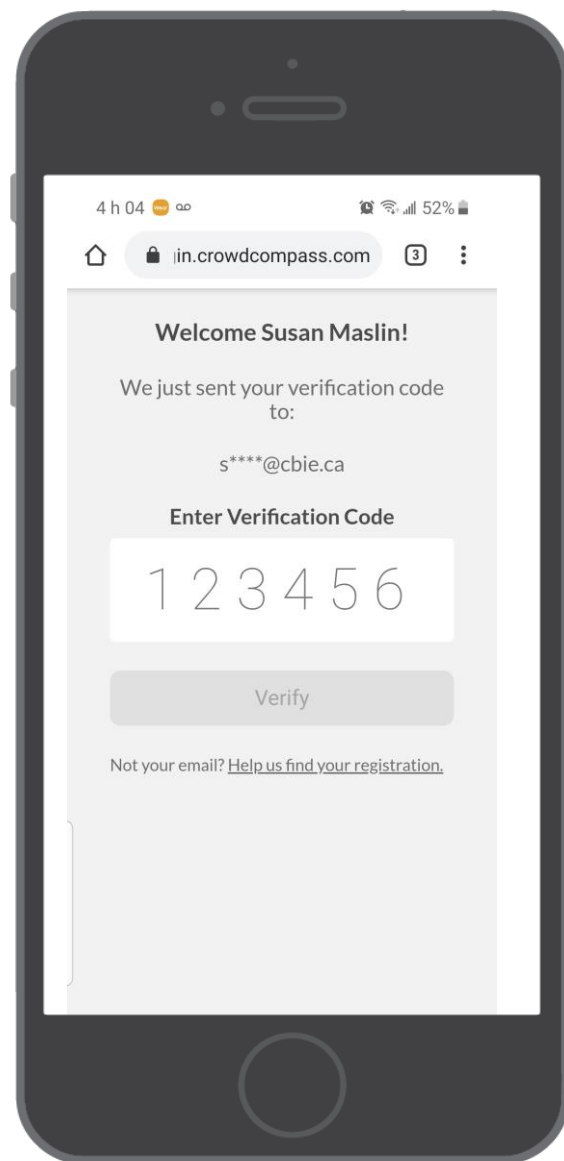 4 h 04 52%
in.crowdcompass.com 3
Welcome Susan Maslin!
We just sent your verification code
to:
s****@cbie.ca
Enter Verification Code
123456
Verify
Not your email? Help us find your registration.